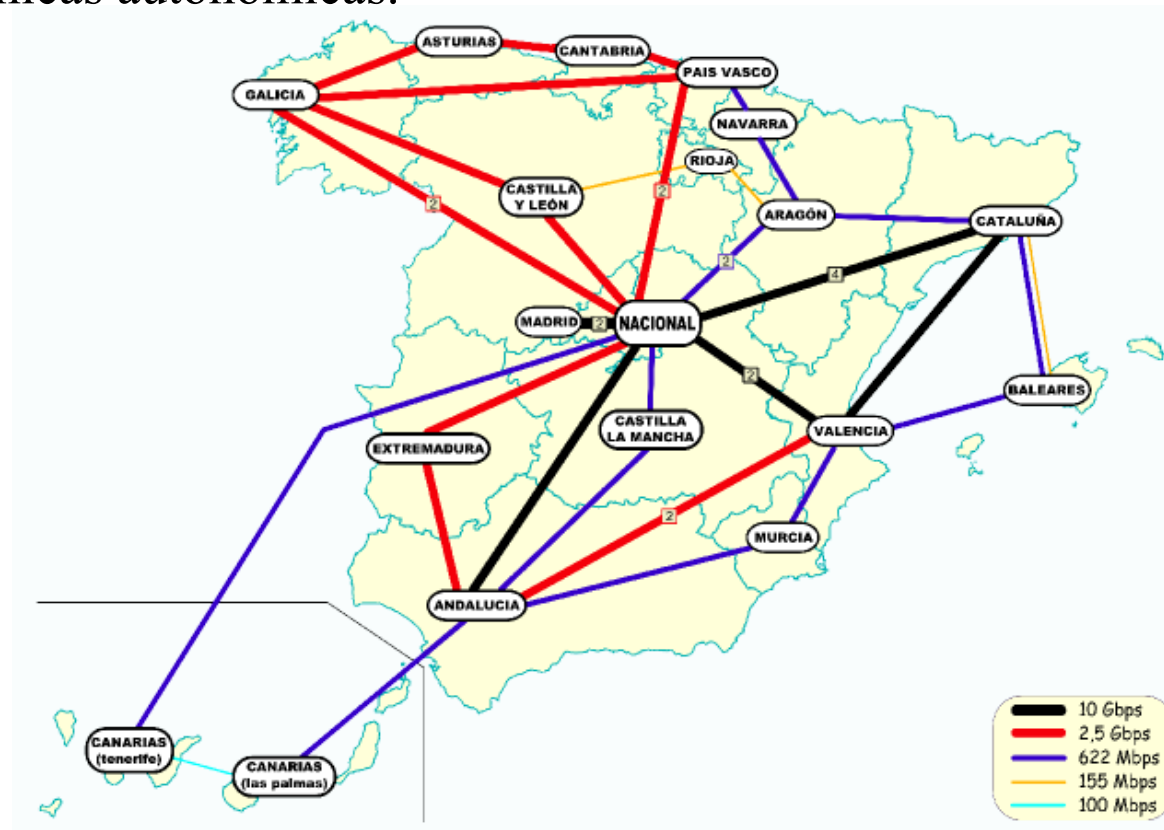 micas autonómicas.
ASTURIAS
CANTABRIA
PAIS VASCO
GALICIA
NAVARRA
RIOJA
CASTILLA
Y LEÓN
2
2
ARAGÓN
CATALUÑA
2
4
MADRID
2
NACIONAL
2
BALEARES
CASTILLA
LA MANCHA
VALENCIA
EXTREMADURA
2
MURCIA
ANDALUCIA
CANARIAS
(tenerife)
CANARIAS
(las palmas)
10 Gbps
2,5 Gbps
622 Mbps
155 Mbps
100 Mbps